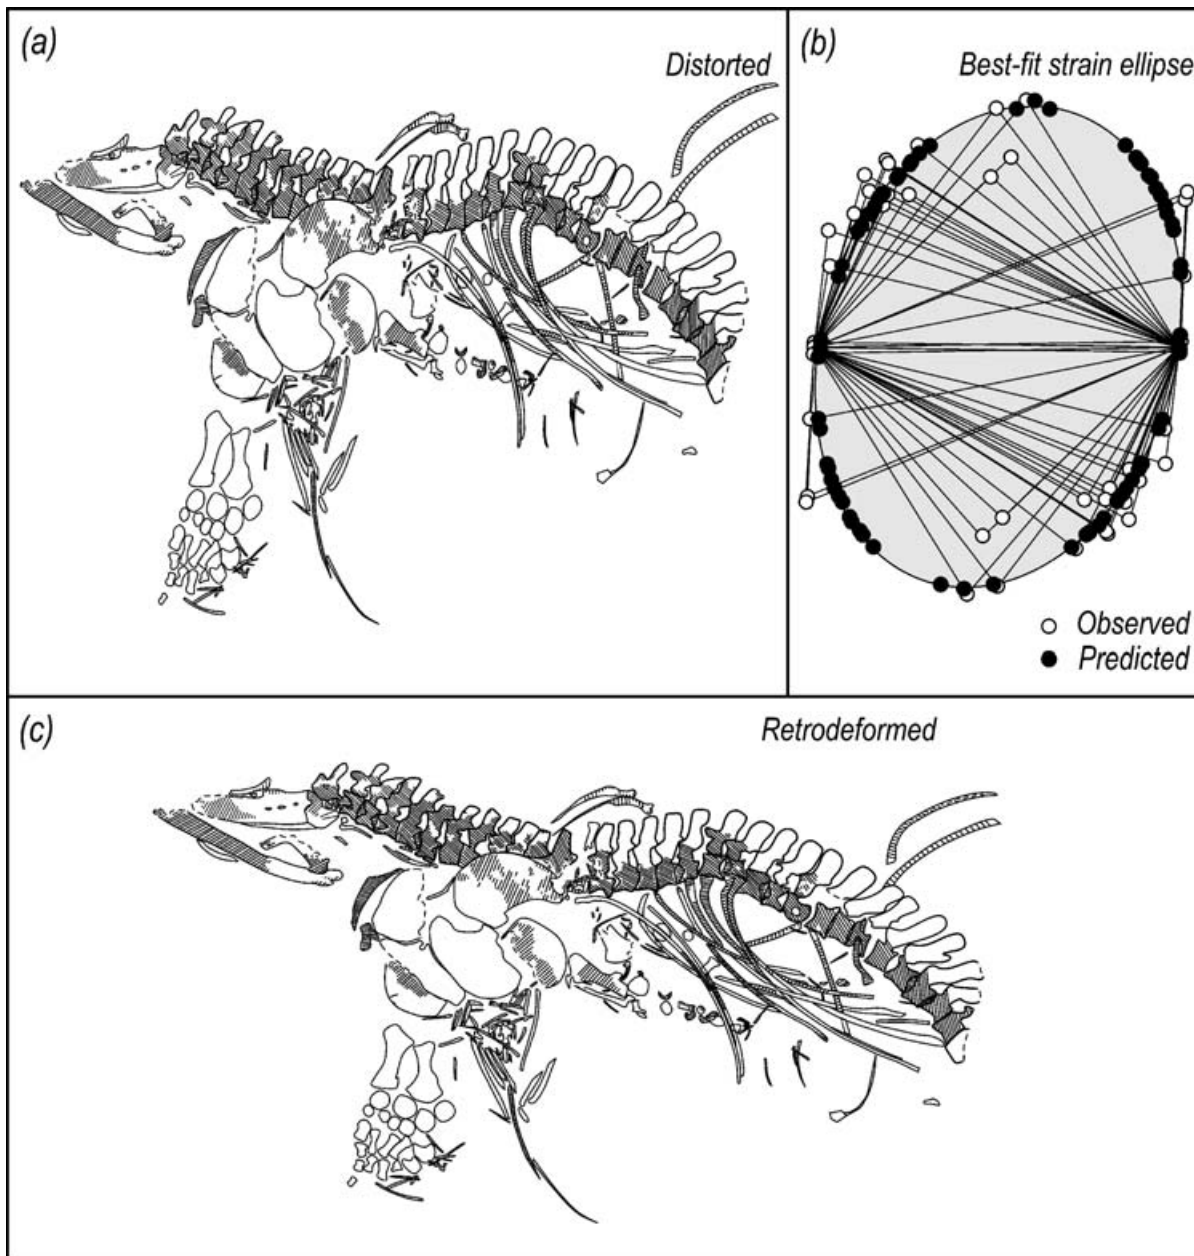 (a)
Distorted
(b)
Best-fit strain ellipse
Observed
Predicted
(c)
Retrodeformed